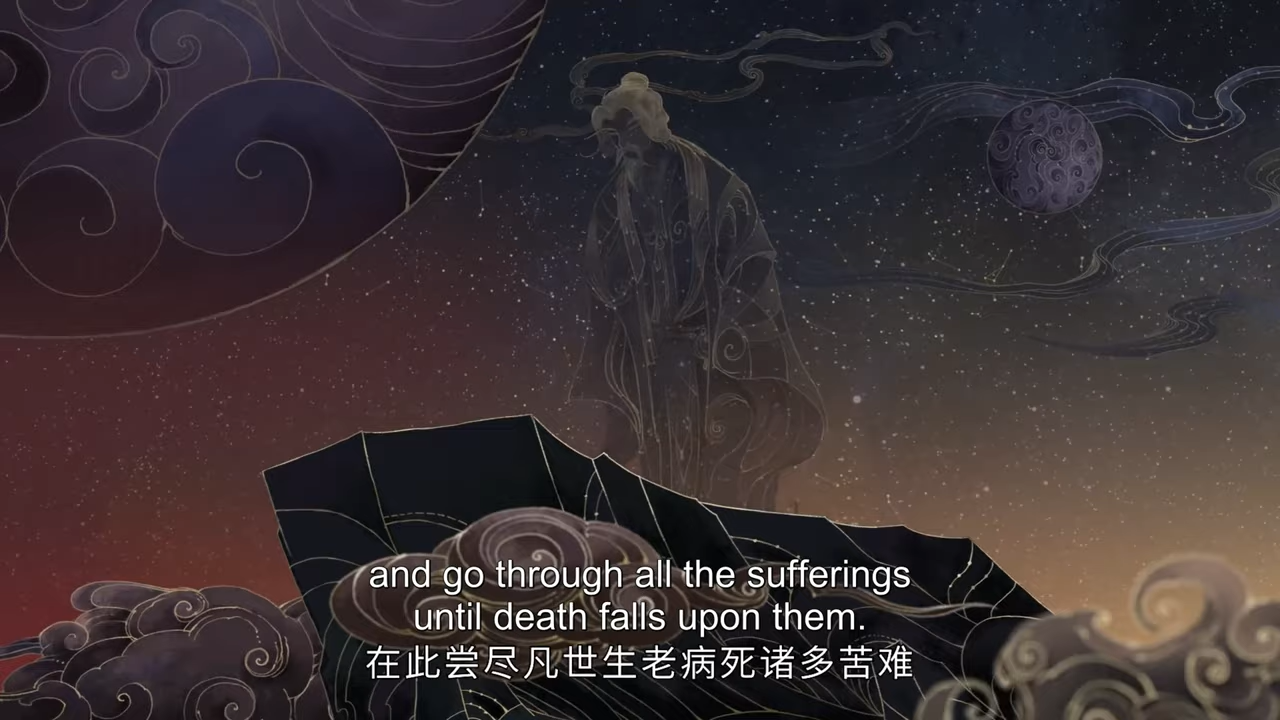 and go through all the sufferings
until death falls upon them.
在此尝尽凡世生老病死诸多苦难